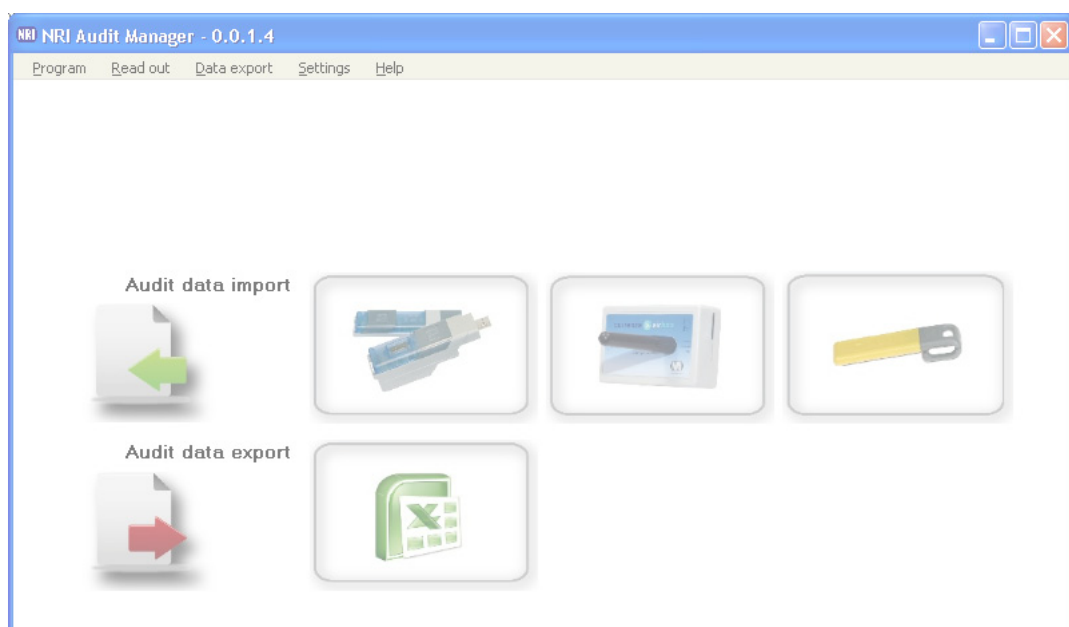 NRI NRI Audit Manager - 0.0.1.4
Program Read out Data export Settings Help
Audit data import
Audit data export